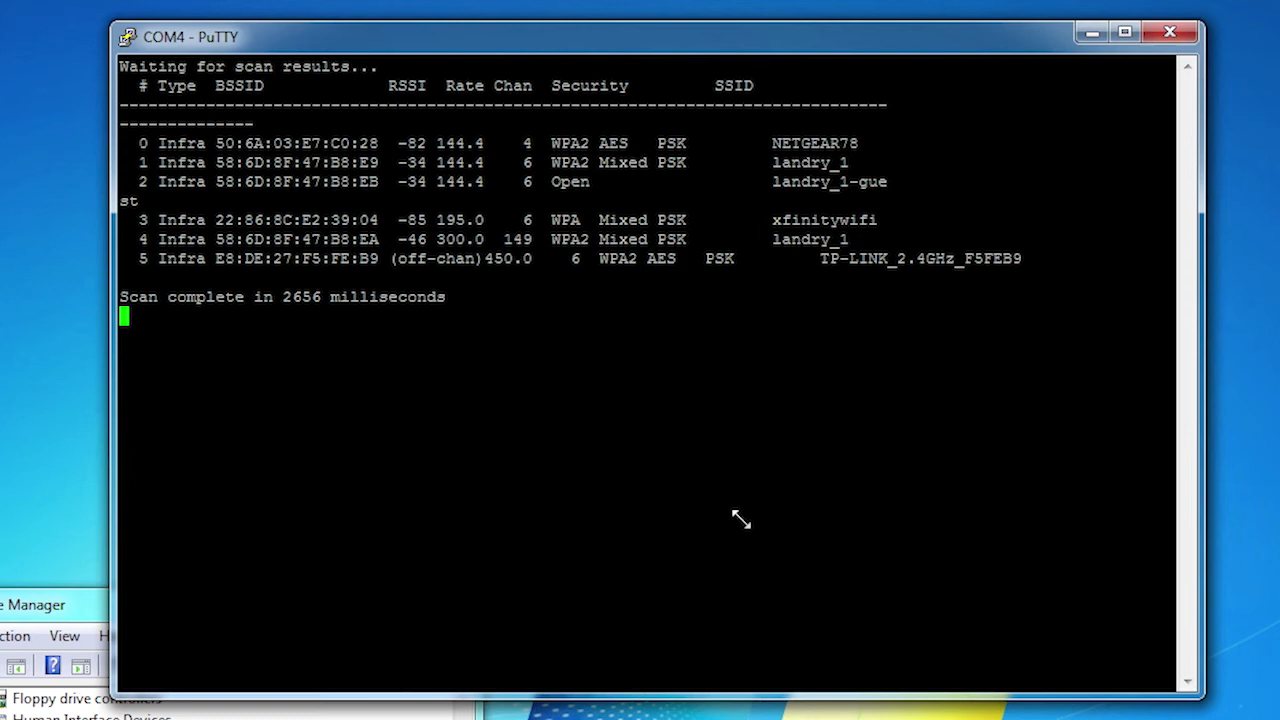 COM4 - PuTTY
Waiting for scan results...
# Type BSSID RSSI Rate Chan Security SSID
--------------------------------------------------------------------------------
--------------
0 Infra 50:6A:03:E7:C0:28 -82 144.4 4 WPA2 AES PSK NETGEAR78
1 Infra 58:6D:8F:47:B8:E9 -34 144.4 6 WPA2 Mixed PSK landry_1
2 Infra 58:6D:8F:47:B8:EB -34 144.4 6 Open landry_1-gue
st
3 Infra 22:86:8C:E2:39:04 -85 195.0 6 WPA Mixed PSK xfinitywifi
4 Infra 58:6D:8F:47:B8:EA -46 300.0 149 WPA2 Mixed PSK landry_1
5 Infra E8:DE:27:F5:FE:B9 (off-chan)450.0 6 WPA2 AES PSK TP-LINK_2.4GHz_F5FEB9
Scan complete in 2656 milliseconds
e Manager
ction View H
Floppy drive controllers
Human Interface Devices